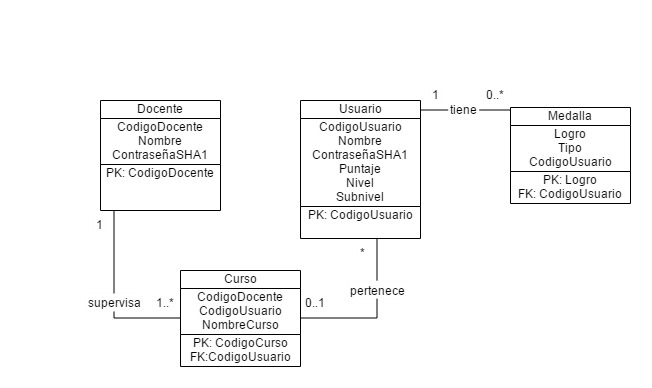 Docente
CodigoDocente
Nombre
ContraseñaSHA1
PK: CodigoDocente
Usuario
CodigoUsuario
Nombre
ContraseñaSHA1
Puntaje
Nivel
Subnivel
PK: CodigoUsuario
1
tiene
0..*
Medalla
Logro
Tipo
CodigoUsuario
PK: Logro
FK: CodigoUsuario
1
supervisa
1..*
Curso
CodigoDocente
CodigoUsuario
NombreCurso
PK: CodigoCurso
FK:CodigoUsuario
0..1
pertenece
*